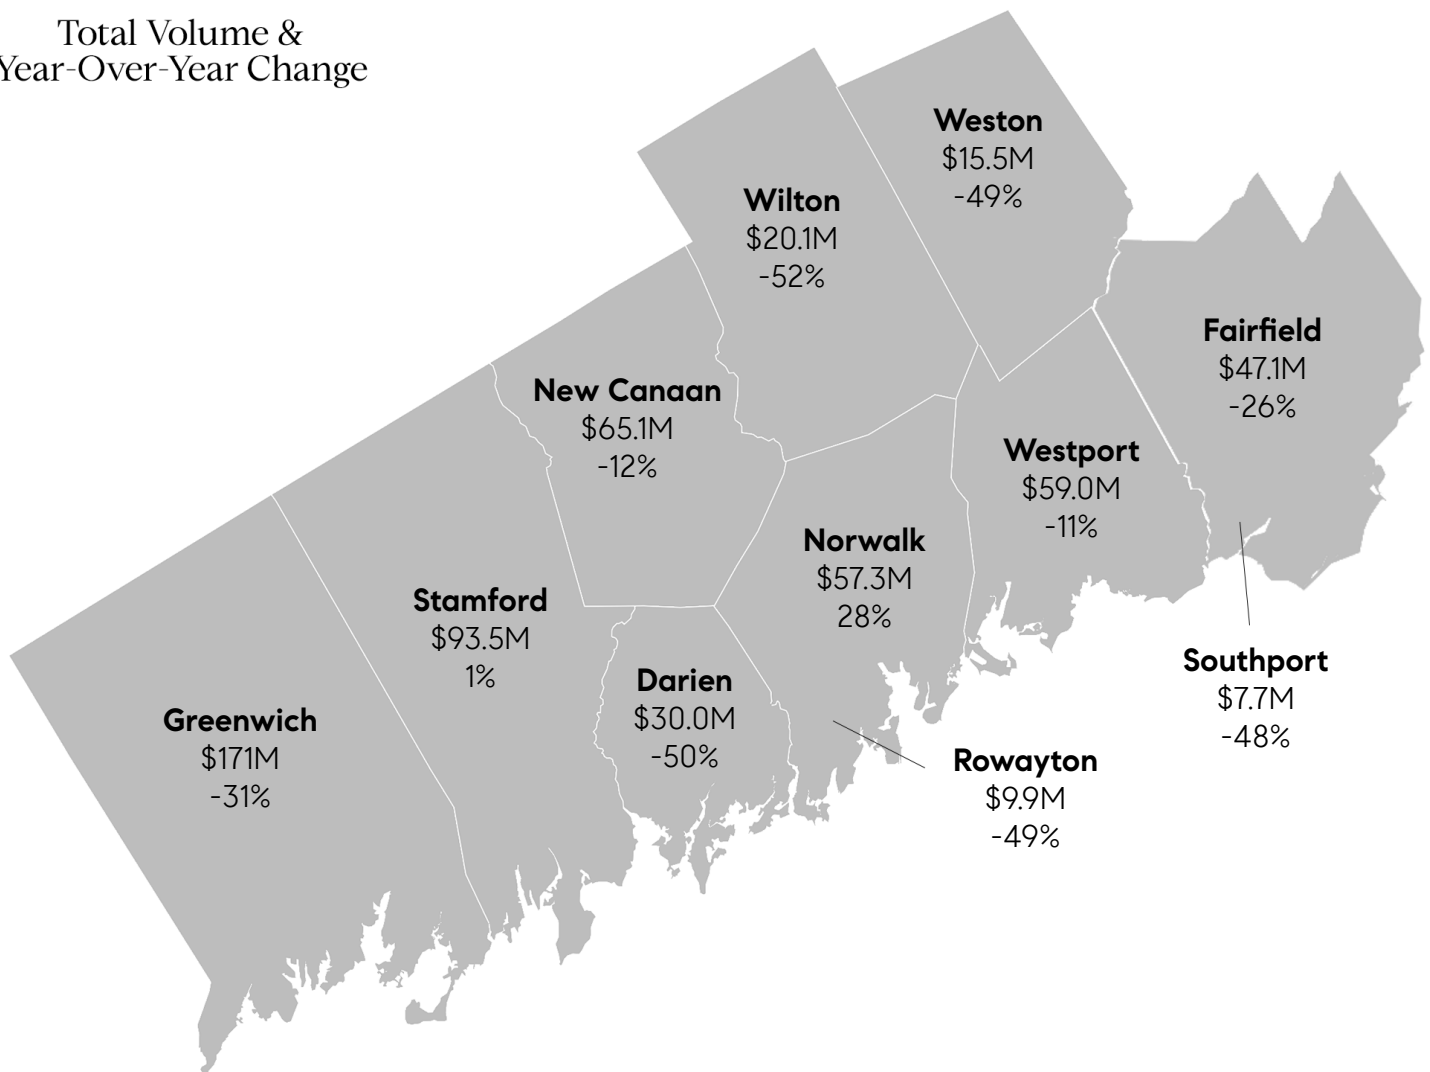 Total Volume &
Year-Over-Year Change
Weston
$15.5M
-49%
Wilton
$20.1M
-52%
Fairfield
$47.1M
-26%
New Canaan
$65.1M
-12%
Westport
$59.0M
-11%
Norwalk
$57.3M
28%
Stamford
$93.5M
1%
Darien
$30.0M
-50%
Southport
$7.7M
-48%
Greenwich
$171M
-31%
Rowayton
$9.9M
-49%